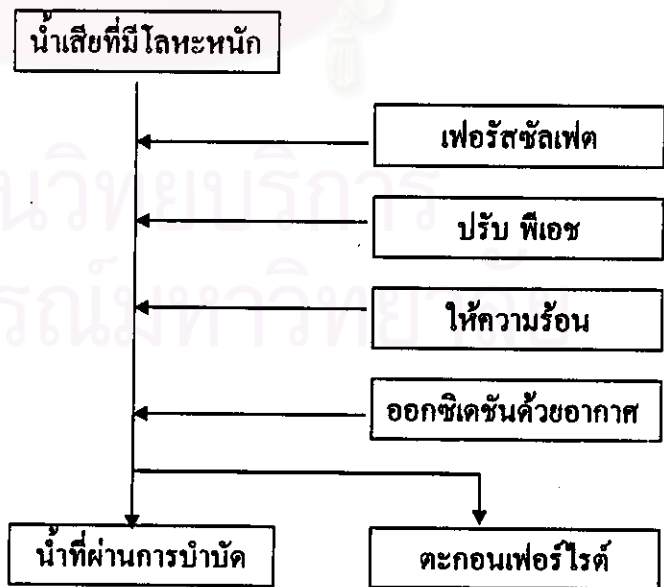 น้ำเสียที่มีโลหะหนัก
เฟอรัสซัลเฟต
ปรับ พีเอช
ให้ความร้อน
ออกซิเดชันด้วยอากาศ
น้ำที่ผ่านการบำบัด
ตะกอนเฟอร์ไรต์